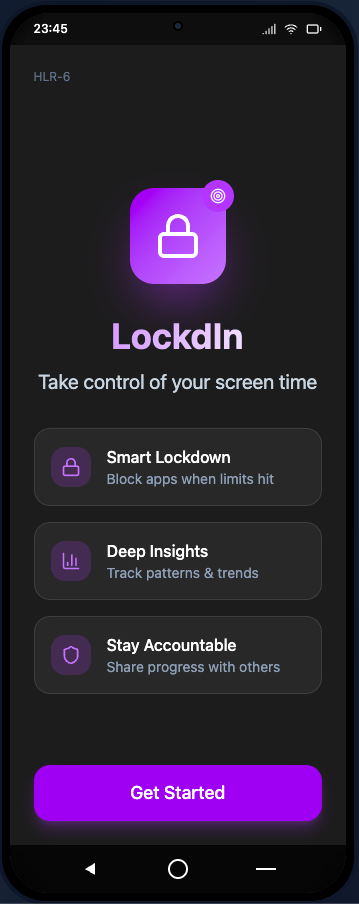 23:45
HLR-6
LockdIn
Take control of your screen time
Smart Lockdown
Block apps when limits hit
Deep Insights
Track patterns & trends
Stay Accountable
Share progress with others
Get Started